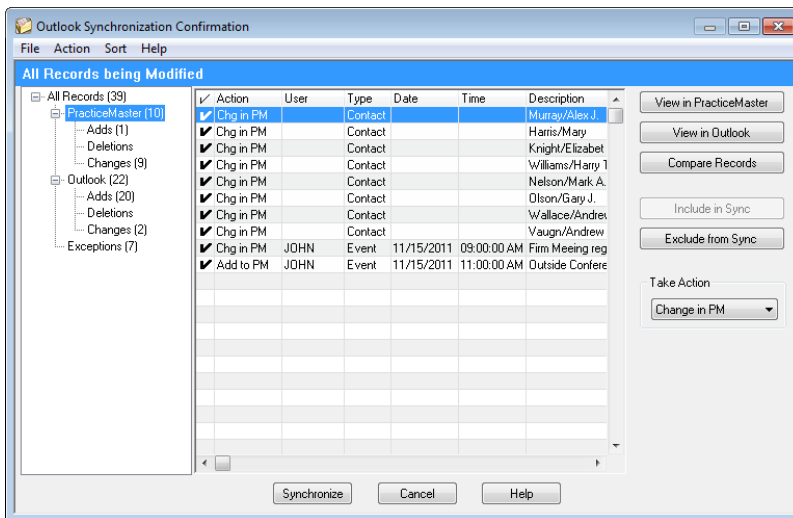 Outlook Synchronization Confirmation
File Action Sort Help
All Records being Modified
All Records (39)
PracticeMaster (10)
Adds (1)
Deletions
Changes (9)
Outlook (22)
Adds (20)
Deletions
Changes (2)
Exceptions (7)
Action User Type Date Time Description
Chg in PM Contact Murray/Alex J.
Chg in PM Contact Harris/Mary
Chg in PM Contact Knight/Elizabet
Chg in PM Contact Williams/Harry T
Chg in PM Contact Nelson/Mark A.
Chg in PM Contact Olson/Gary J.
Chg in PM Contact Wallace/Andrew
Chg in PM Contact Vaugn/Andrew
Chg in PM JOHN Event 11/15/2011 09:00:00 AM Firm Meeing reg
Add to PM JOHN Event 11/15/2011 11:00:00 AM Outside Confere
View in PracticeMaster
View in Outlook
Compare Records
Include in Sync
Exclude from Sync
Take Action
Change in PM
Synchronize Cancel Help